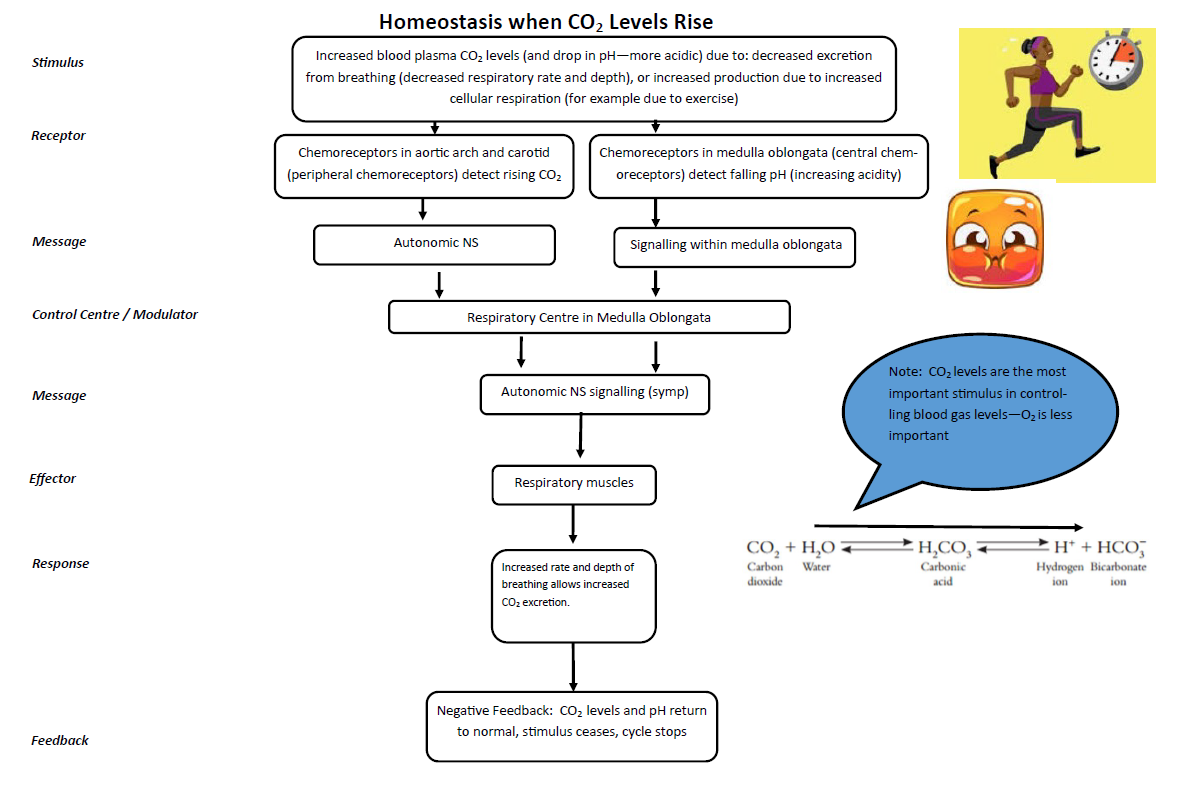 Homeostasis when CO₂ Levels Rise
Stimulus
Increased blood plasma CO₂ levels (and drop in pH—more acidic) due to: decreased excretion
from breathing (decreased respiratory rate and depth), or increased production due to increased
cellular respiration (for example due to exercise)
Receptor
Chemoreceptors in aortic arch and carotid
(peripheral chemoreceptors) detect rising CO₂
Chemoreceptors in medulla oblongata (central chem-
oreceptors) detect falling pH (increasing acidity)
Message
Autonomic NS
Signalling within medulla oblongata
Control Centre / Modulator
Respiratory Centre in Medulla Oblongata
Message
Autonomic NS signalling (symp)
Note: CO₂ levels are the most
important stimulus in control-
ling blood gas levels—O₂ is less
important
Effector
Respiratory muscles
Response
Increased rate and depth of
breathing allows increased
CO₂ excretion.
CO₂ + H₂O ⇌ H₂CO₃ ⇌ H⁺ + HCO₃⁻
Carbon Water Carbonic Hydrogen Bicarbonate
dioxide acid ion ion
Feedback
Negative Feedback: CO₂ levels and pH return
to normal, stimulus ceases, cycle stops